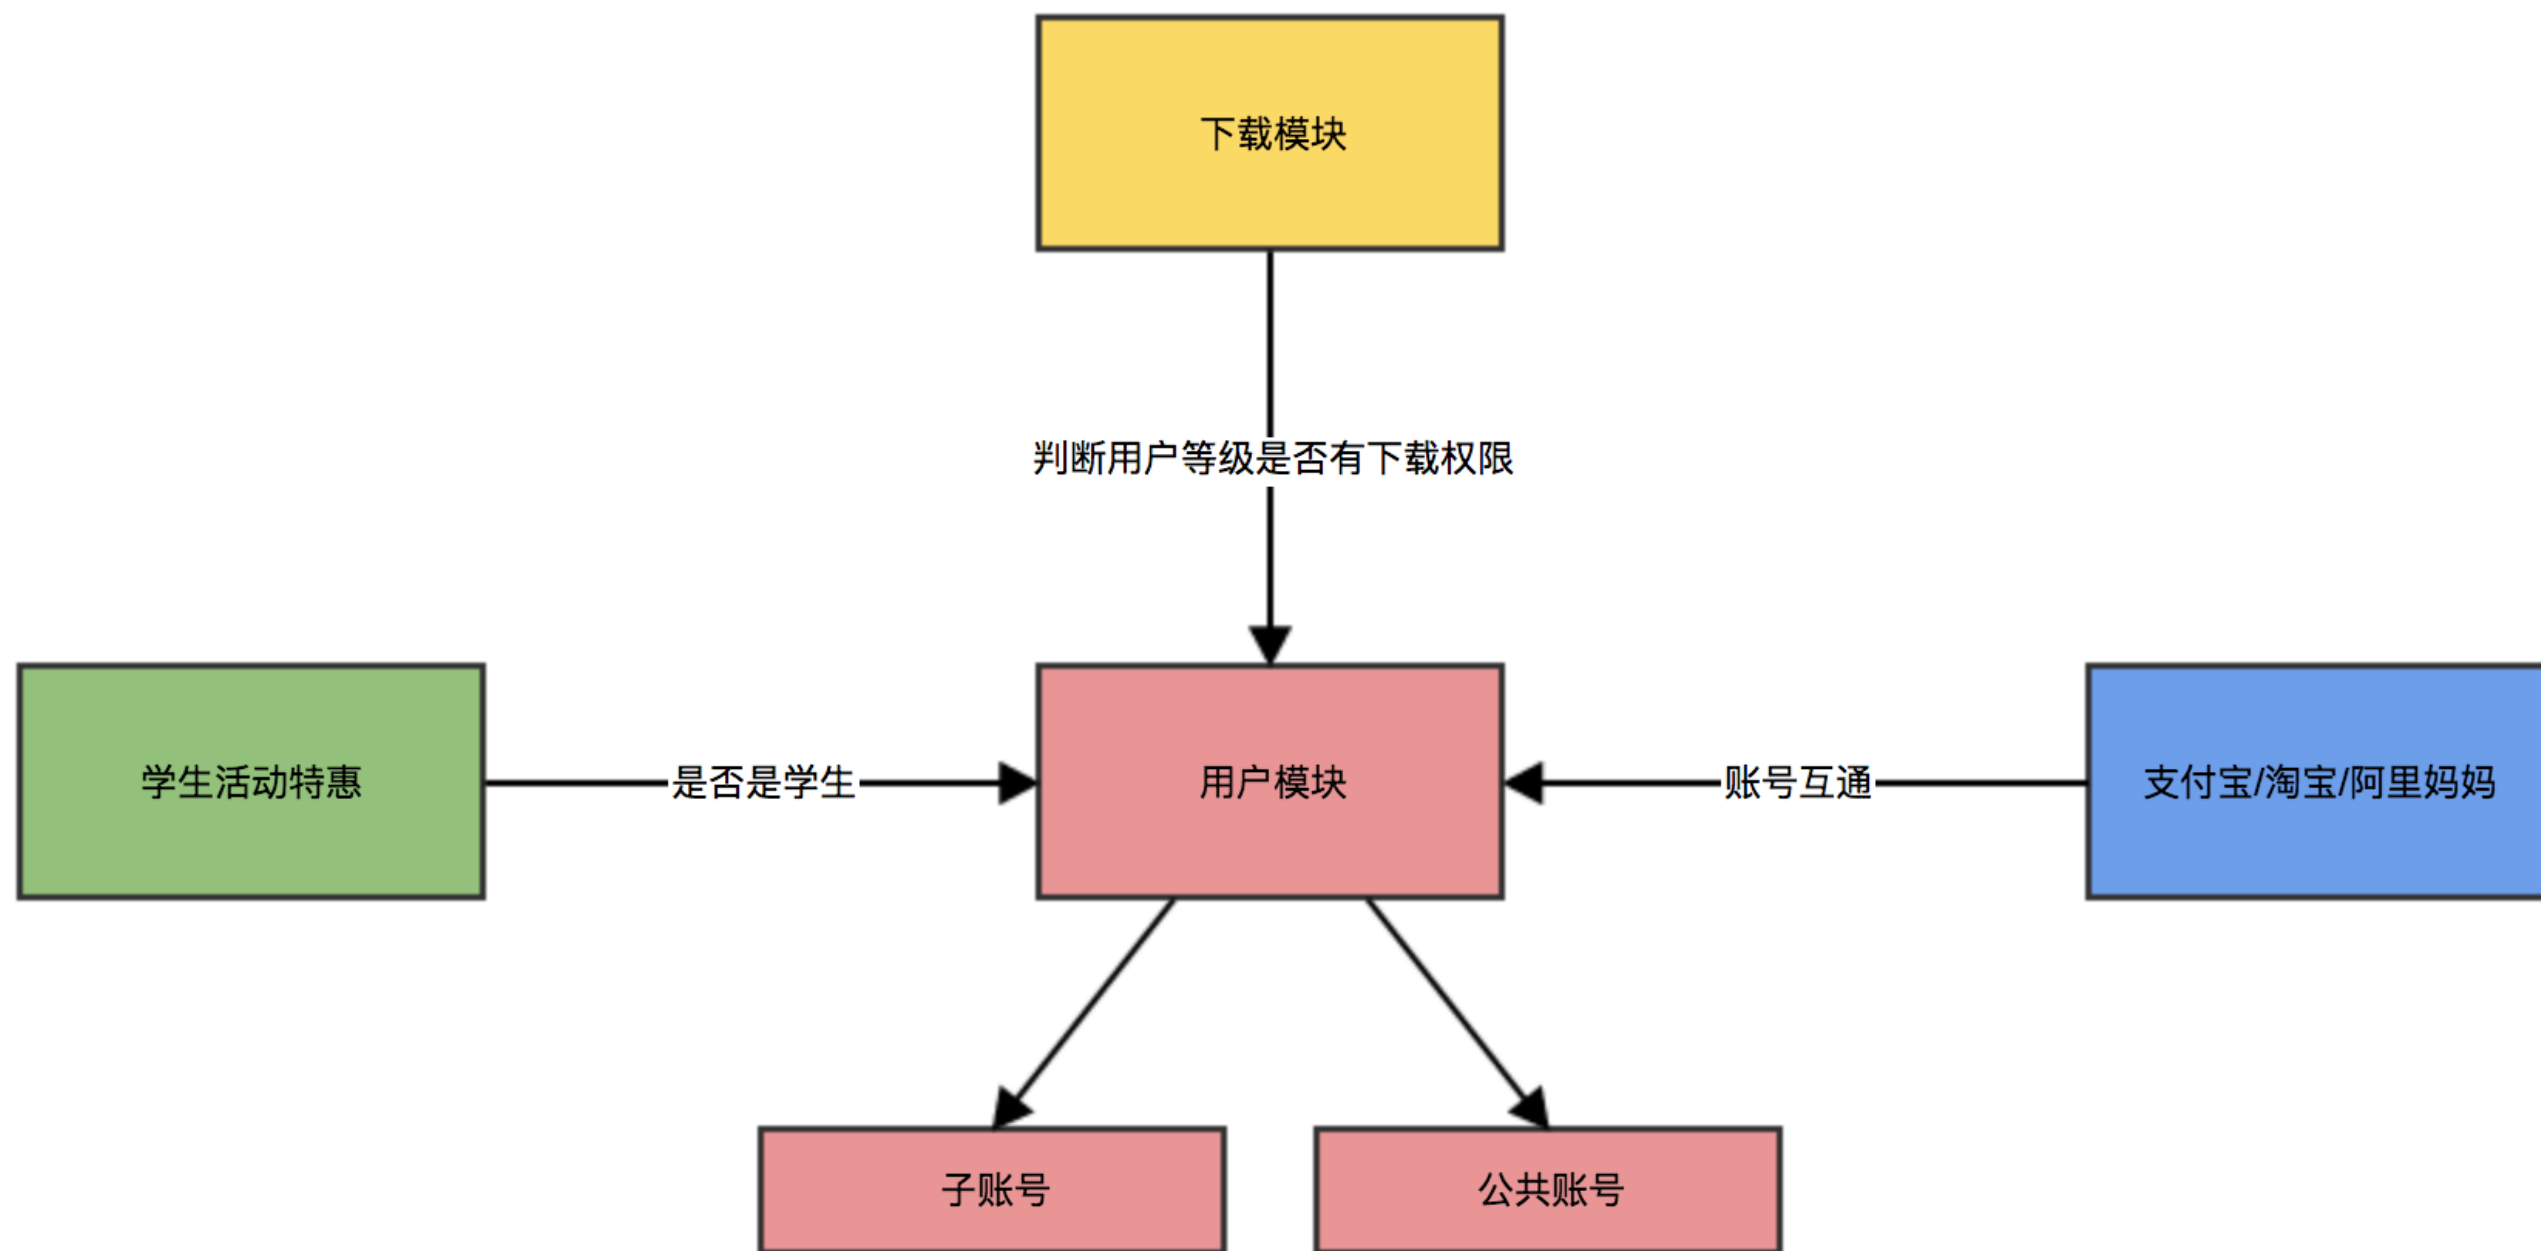 下载模块
判断用户等级是否有下载权限
学生活动特惠
是否是学生
用户模块
账号互通
支付宝/淘宝/阿里妈妈
子账号
公共账号